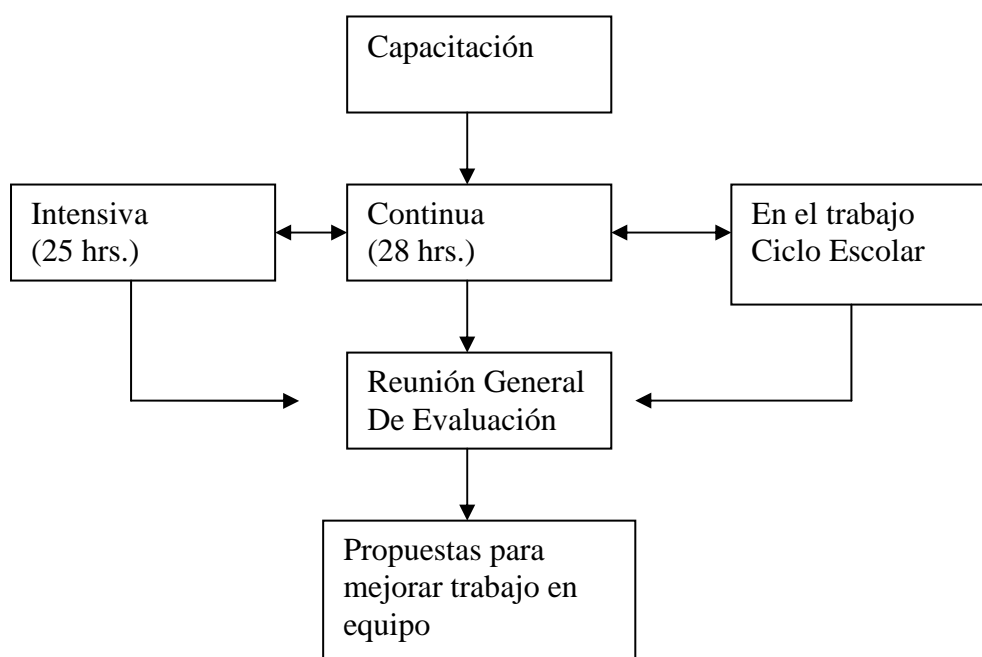 Capacitación
Intensiva
(25 hrs.)
Continua
(28 hrs.)
En el trabajo
Ciclo Escolar
Reunión General
De Evaluación
Propuestas para
mejorar trabajo en
equipo